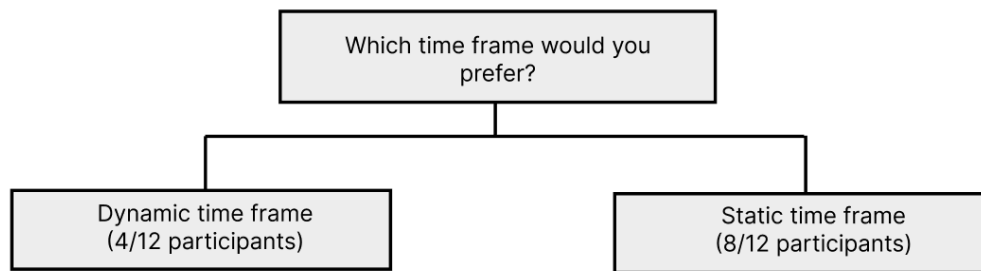 Which time frame would you
prefer?
Dynamic time frame
(4/12 participants)
Static time frame
(8/12 participants)